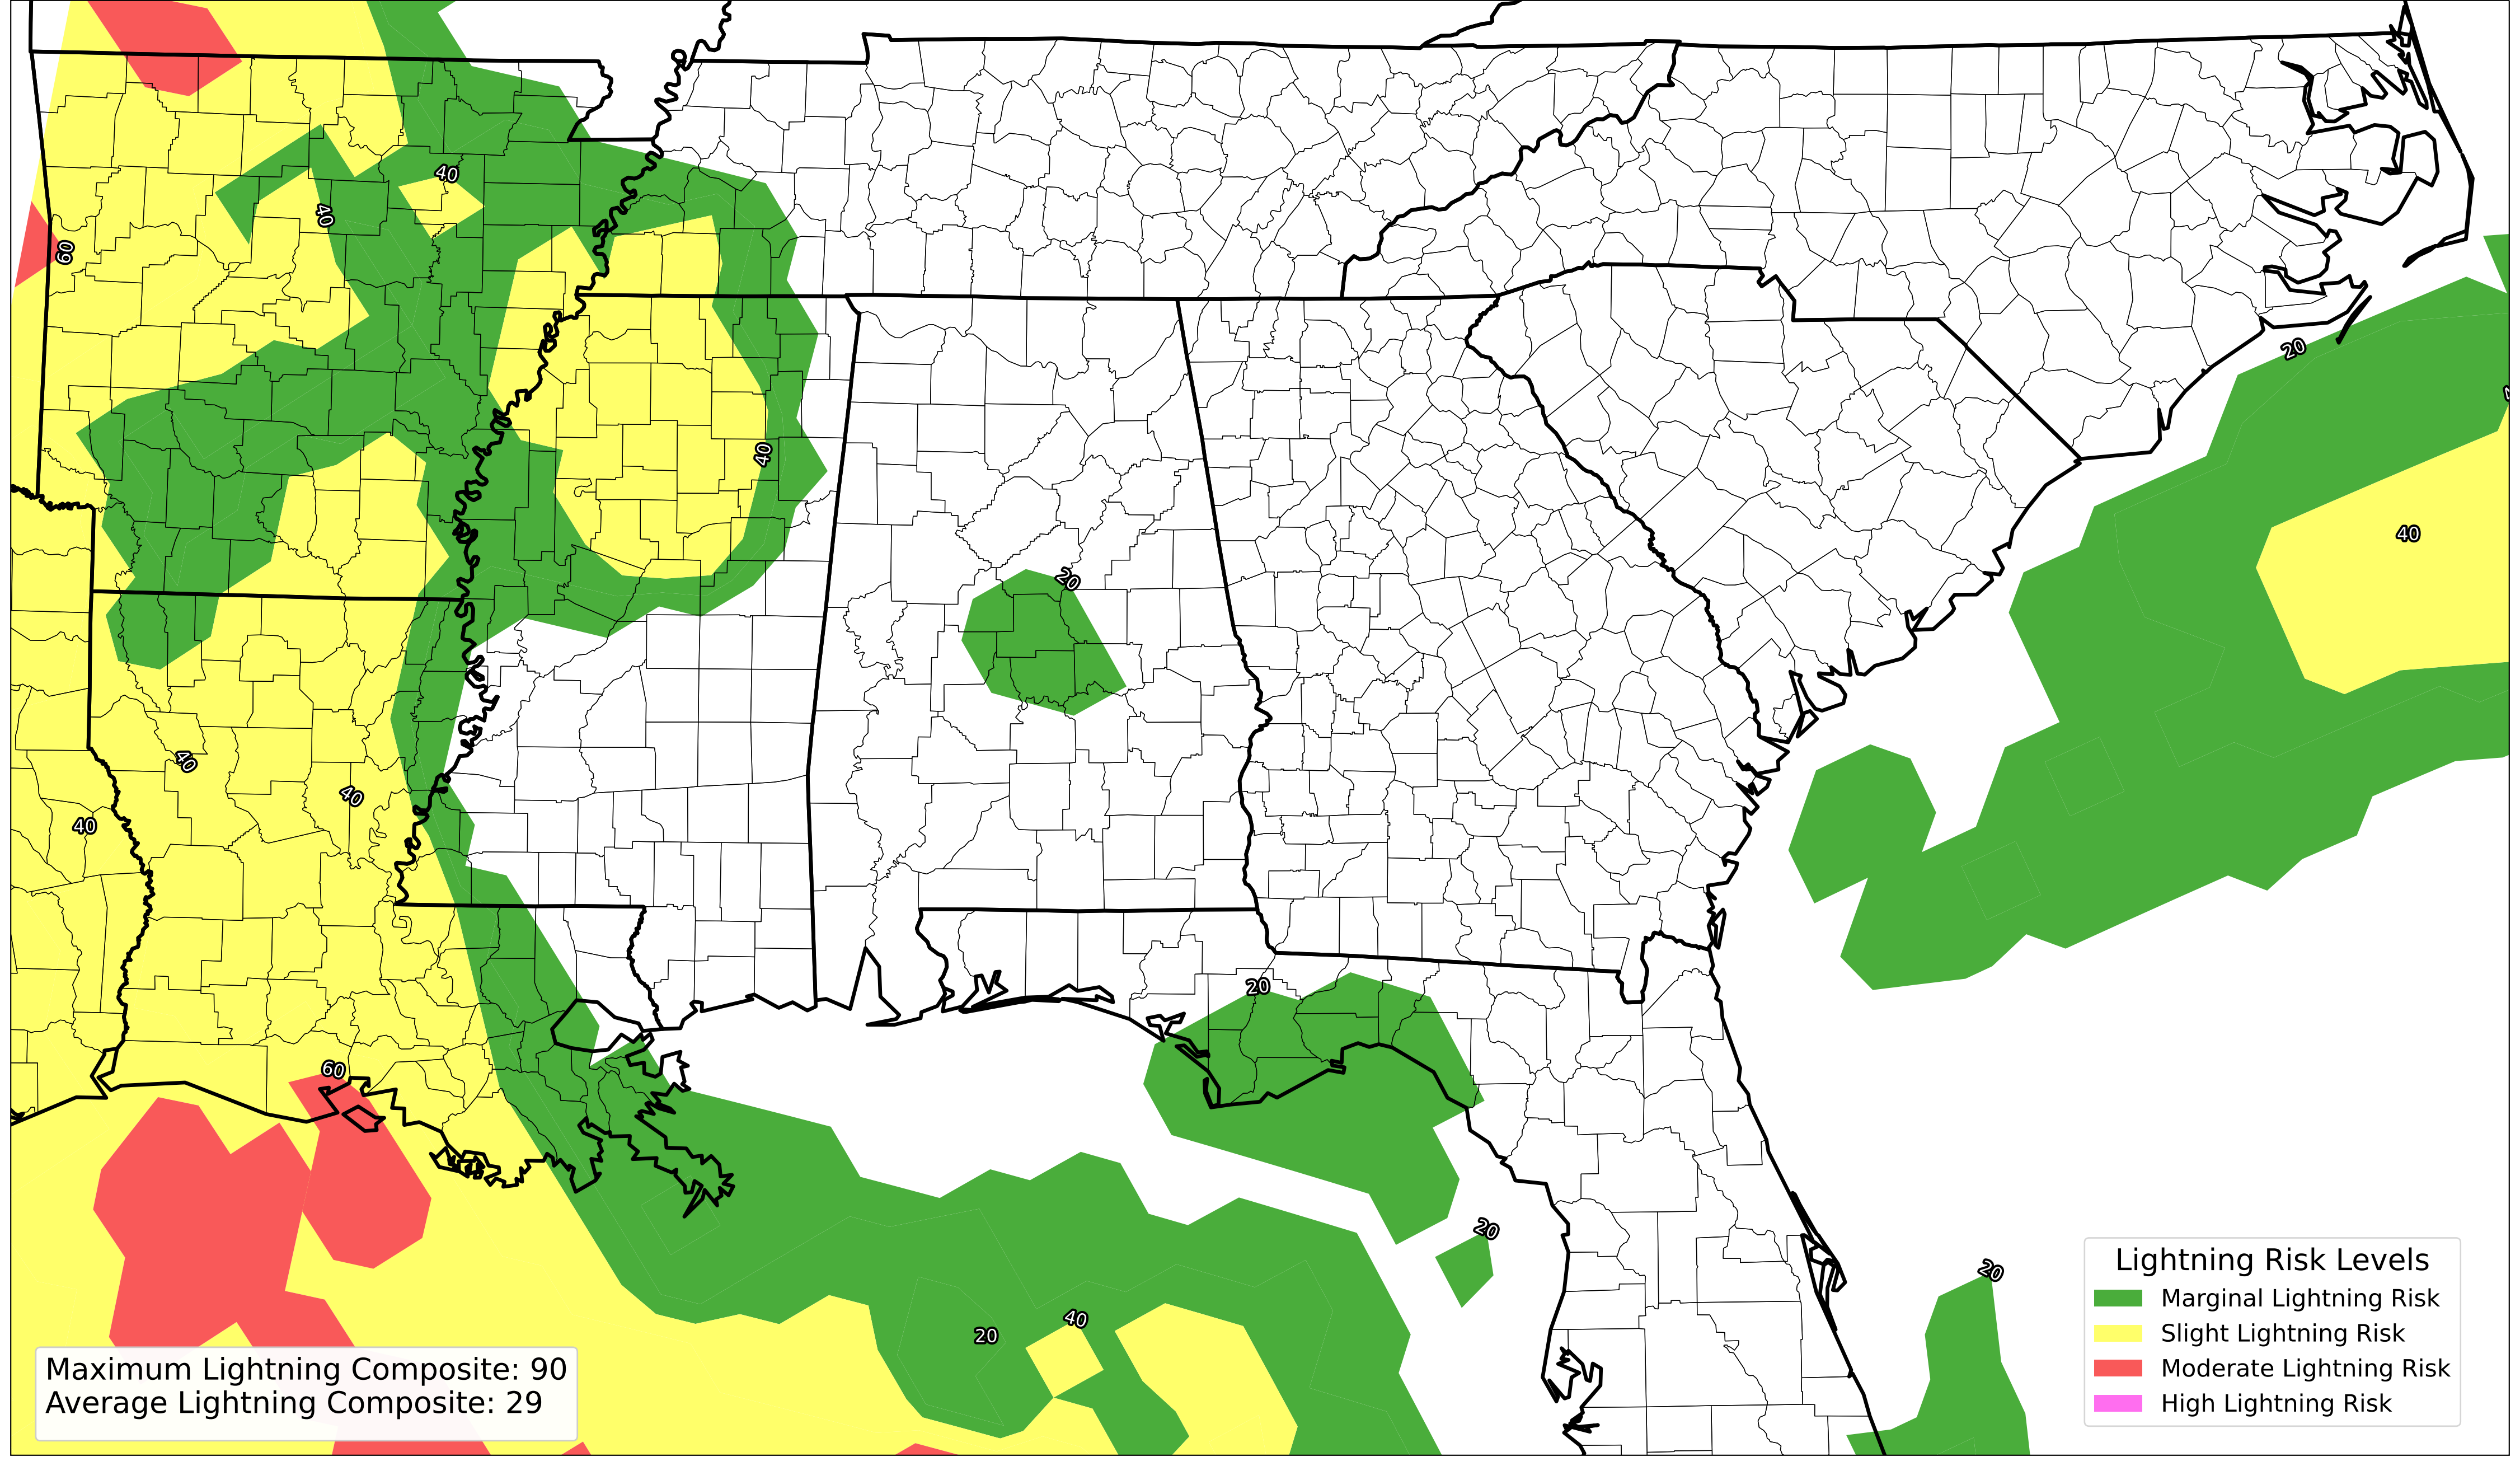 40
40
60
20
40
40
20
20
40
40
40
20
60
20
20
40
20
Lightning Risk Levels
Marginal Lightning Risk
Slight Lightning Risk
Moderate Lightning Risk
High Lightning Risk
Maximum Lightning Composite: 90
Average Lightning Composite: 29